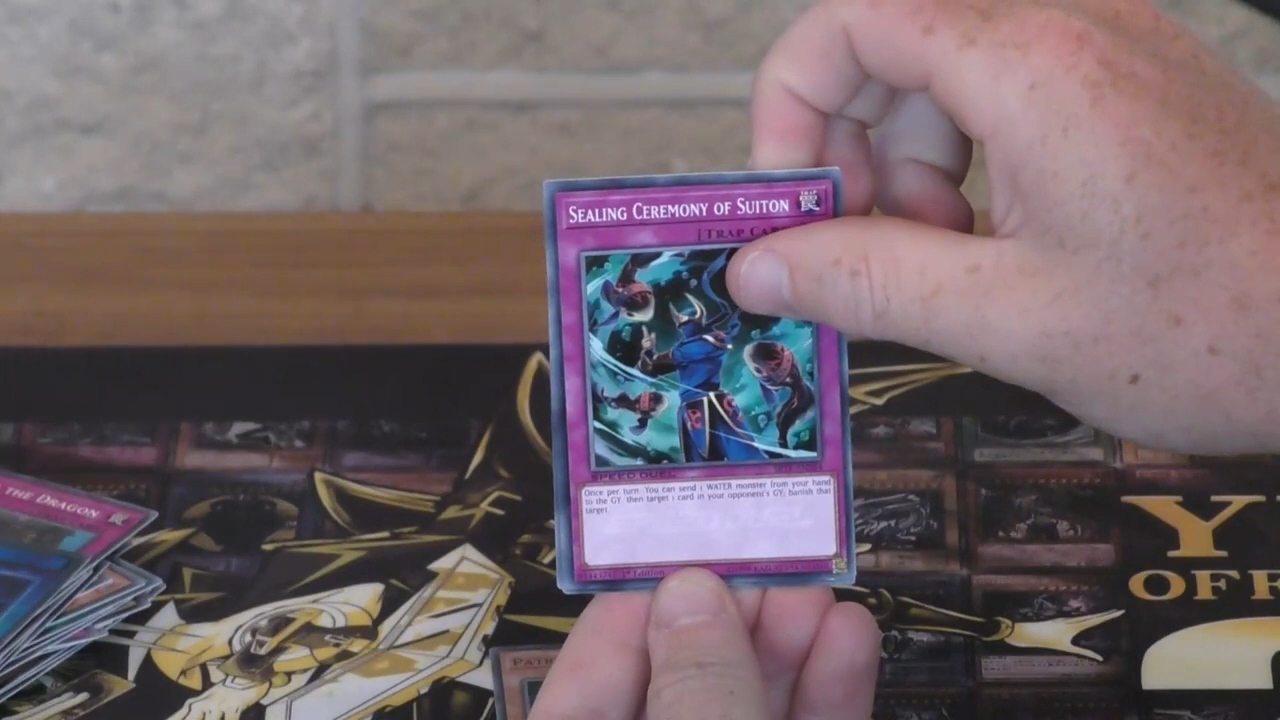 SEALING CEREMONY OF SUITON
TRAP
[TRAP CAR
SPEED DUEL
Once per turn: You can send 1 WATER monster from your hand
to the GY, then target 1 card in your opponent's GY; banish that
target.
1st Edition
THE DRAGON
Y
OFF